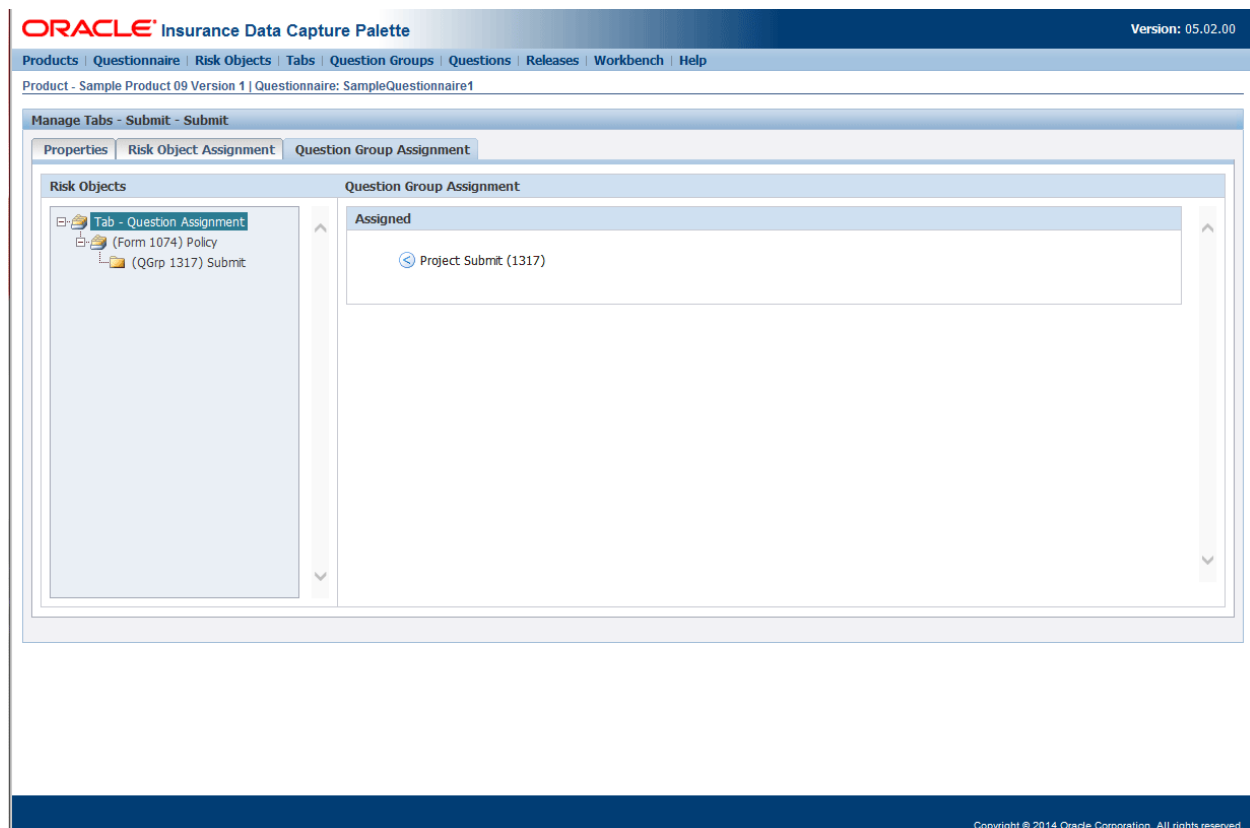 ORACLE Insurance Data Capture Palette Version: 05.02.00
Products | Questionnaire | Risk Objects | Tabs | Question Groups | Questions | Releases | Workbench | Help
Product - Sample Product 09 Version 1 | Questionnaire: SampleQuestionnaire1
Manage Tabs - Submit - Submit
Properties Risk Object Assignment Question Group Assignment
Risk Objects Question Group Assignment
Tab - Question Assignment
(Form 1074) Policy
(QGrp 1317) Submit
Assigned
Project Submit (1317)
Copyright © 2014 Oracle Corporation. All rights reserved